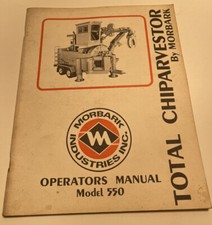 TOTAL CHIPARVESTOR
By MORBARK
MORBARK
INDUSTRIES INC.
OPERATORS MANUAL
Model 550